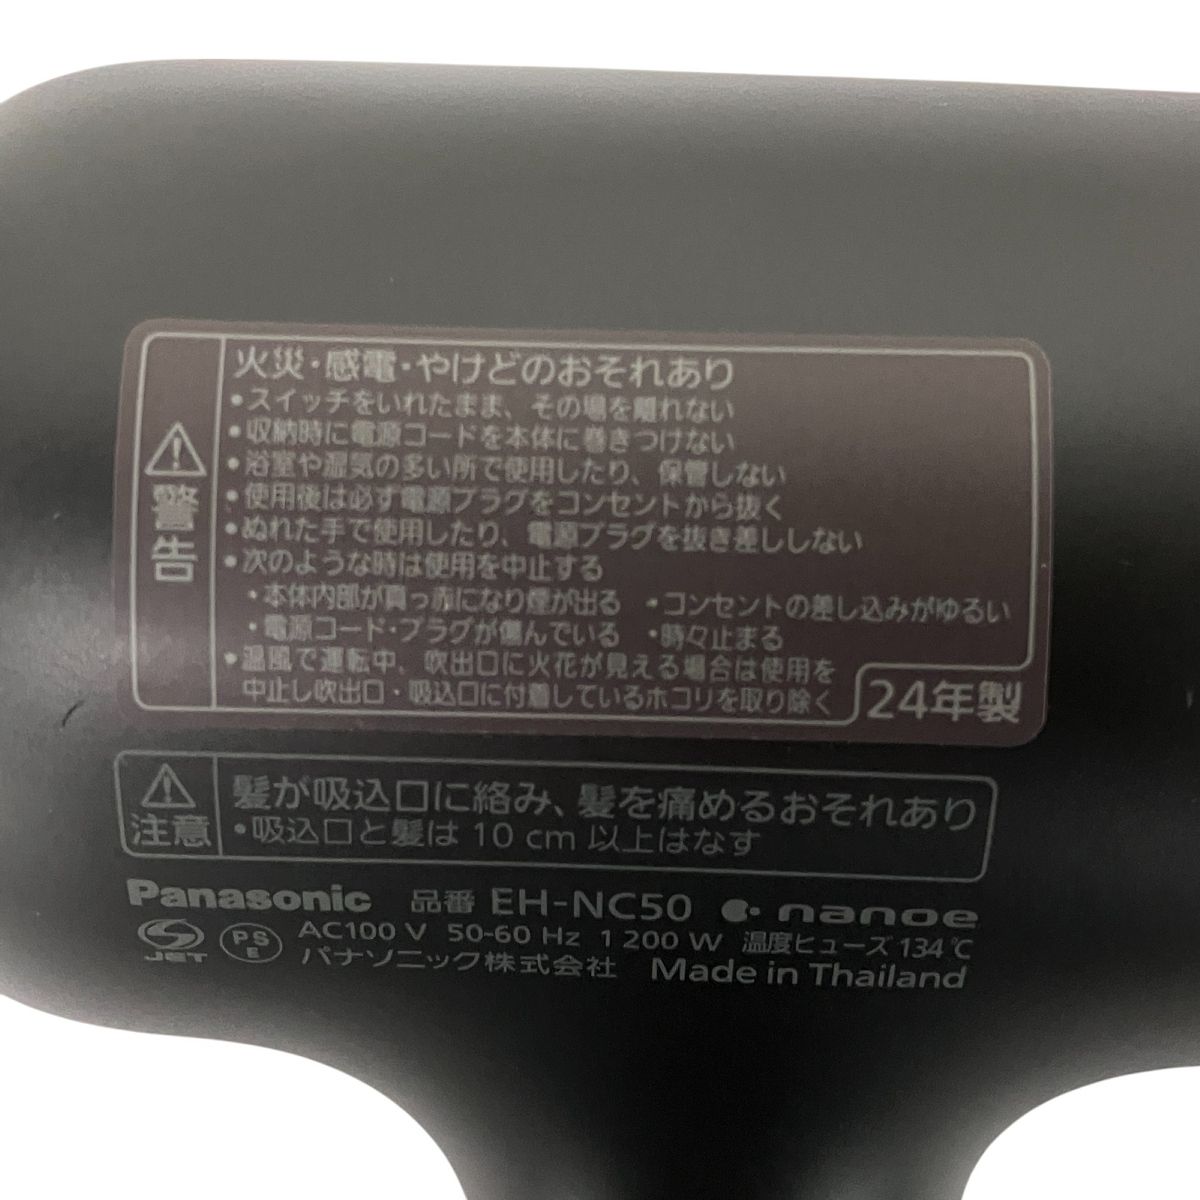 警告
火災・感電・やけどのおそれあり
•スイッチをいれたまま、その場を離れない
•収納時に電源コードを本体に巻きつけない
•浴室や湿気の多い所で使用したり、保管しない
•使用後は必ず電源プラグをコンセントから抜く
•ぬれた手で使用したり、電源プラグを抜き差ししない
•次のような時は使用を中止する
・本体内部が真っ赤になり煙が出る ・コンセントの差し込みがゆるい
・電源コード・プラグが傷んでいる ・時々止まる
•温風で運転中、吹出口に火花が見える場合は使用を
中止し吹出口・吸込口に付着しているホコリを取り除く
24年製
注意
髪が吸込口に絡み、髪を痛めるおそれあり
•吸込口と髪は 10 cm 以上はなす
Panasonic 品番 EH-NC50 nanoe
JET PSE AC100 V 50-60 Hz 1 200 W 温度ヒューズ 134℃
パナソニック株式会社 Made in Thailand